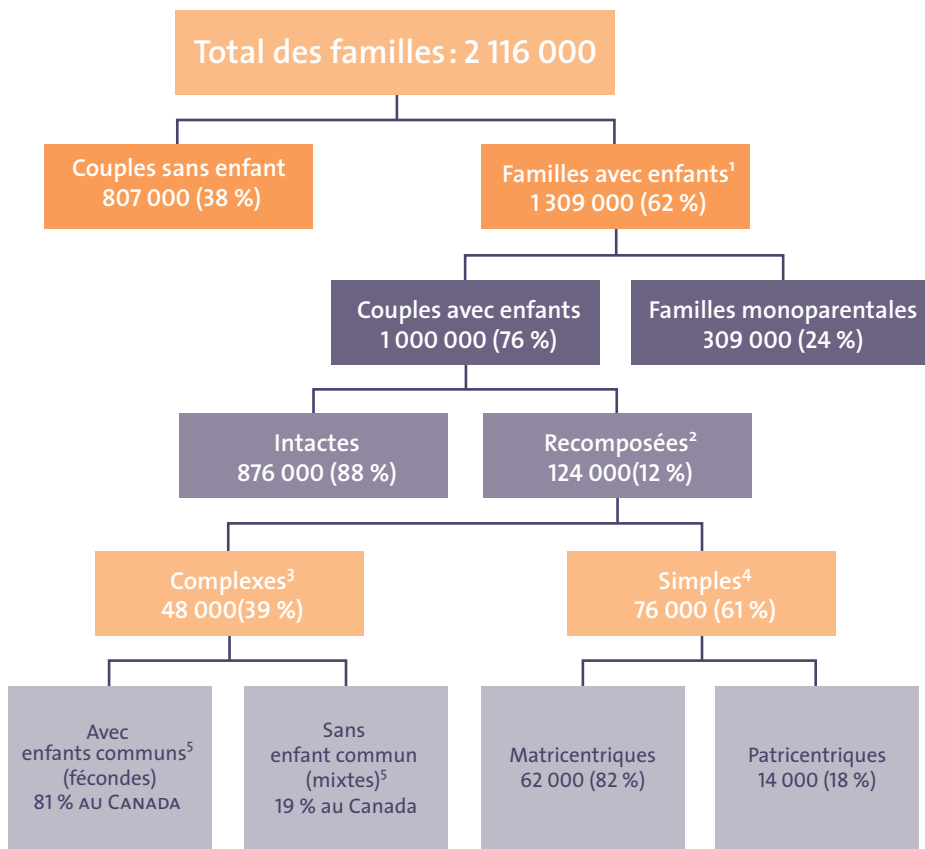 Total des familles : 2 116 000
Couples sans enfant
807 000 (38 %)
Familles avec enfants¹
1 309 000 (62 %)
Couples avec enfants
1 000 000 (76 %)
Familles monoparentales
309 000 (24 %)
Intactes
876 000 (88 %)
Recomposées²
124 000(12 %)
Complexes³
48 000(39 %)
Simples⁴
76 000 (61 %)
Avec
enfants communs⁵
(fécondes)
81 % AU CANADA
Sans
enfant commun
(mixtes)⁵
19 % au Canada
Matricentriques
62 000 (82 %)
Patricentriques
14 000 (18 %)